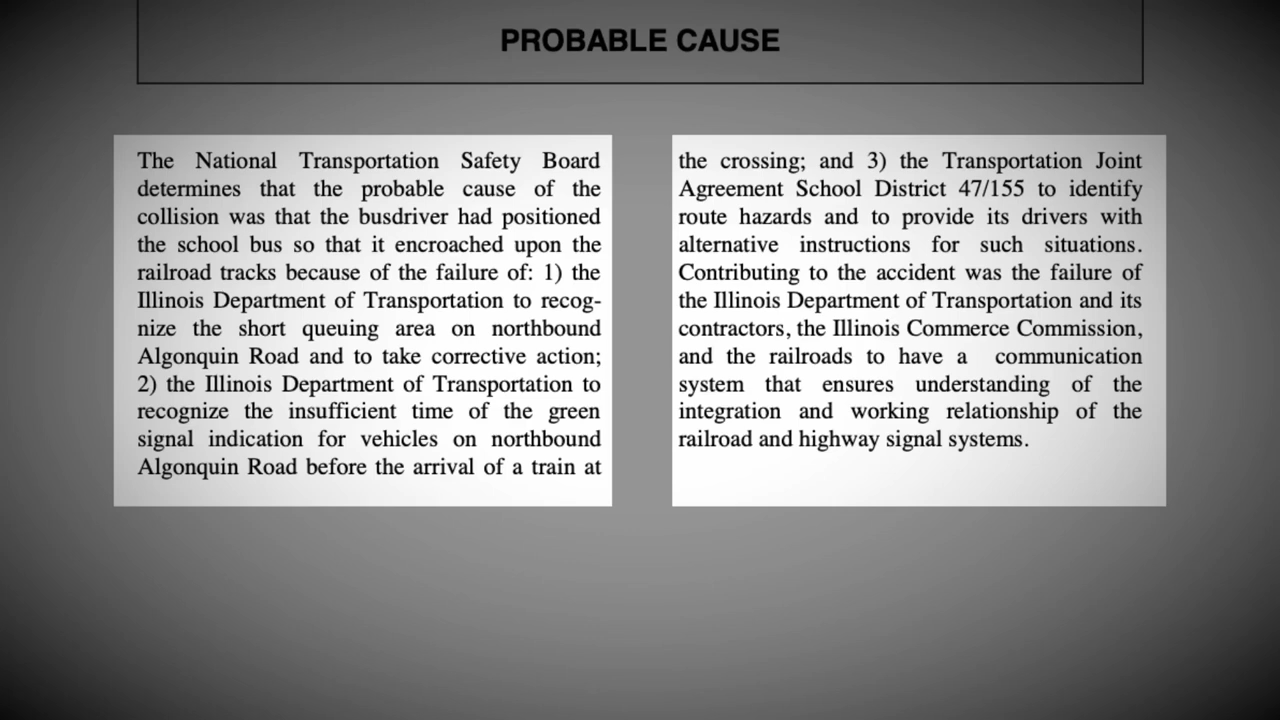 PROBABLE CAUSE
The National Transportation Safety Board
determines that the probable cause of the
collision was that the busdriver had positioned
the school bus so that it encroached upon the
railroad tracks because of the failure of: 1) the
Illinois Department of Transportation to recog-
nize the short queuing area on northbound
Algonquin Road and to take corrective action;
2) the Illinois Department of Transportation to
recognize the insufficient time of the green
signal indication for vehicles on northbound
Algonquin Road before the arrival of a train at
the crossing; and 3) the Transportation Joint
Agreement School District 47/155 to identify
route hazards and to provide its drivers with
alternative instructions for such situations.
Contributing to the accident was the failure of
the Illinois Department of Transportation and its
contractors, the Illinois Commerce Commission,
and the railroads to have a communication
system that ensures understanding of the
integration and working relationship of the
railroad and highway signal systems.